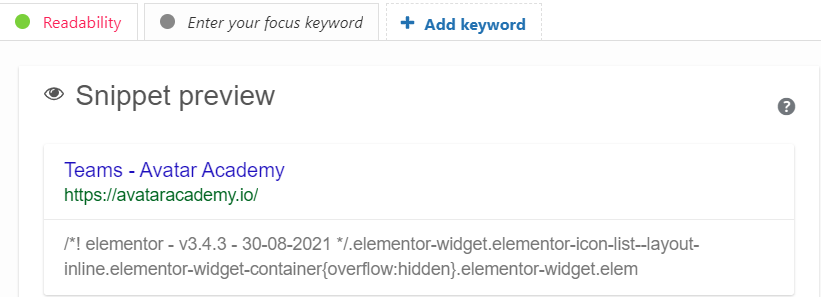 Readability Enter your focus keyword + Add keyword
Snippet preview
?
Teams - Avatar Academy
https://avataracademy.io/
/*! elementor - v3.4.3 - 30-08-2021 */.elementor-widget.elementor-icon-list--layout-
inline.elementor-widget-container{overflow:hidden}.elementor-widget.elem